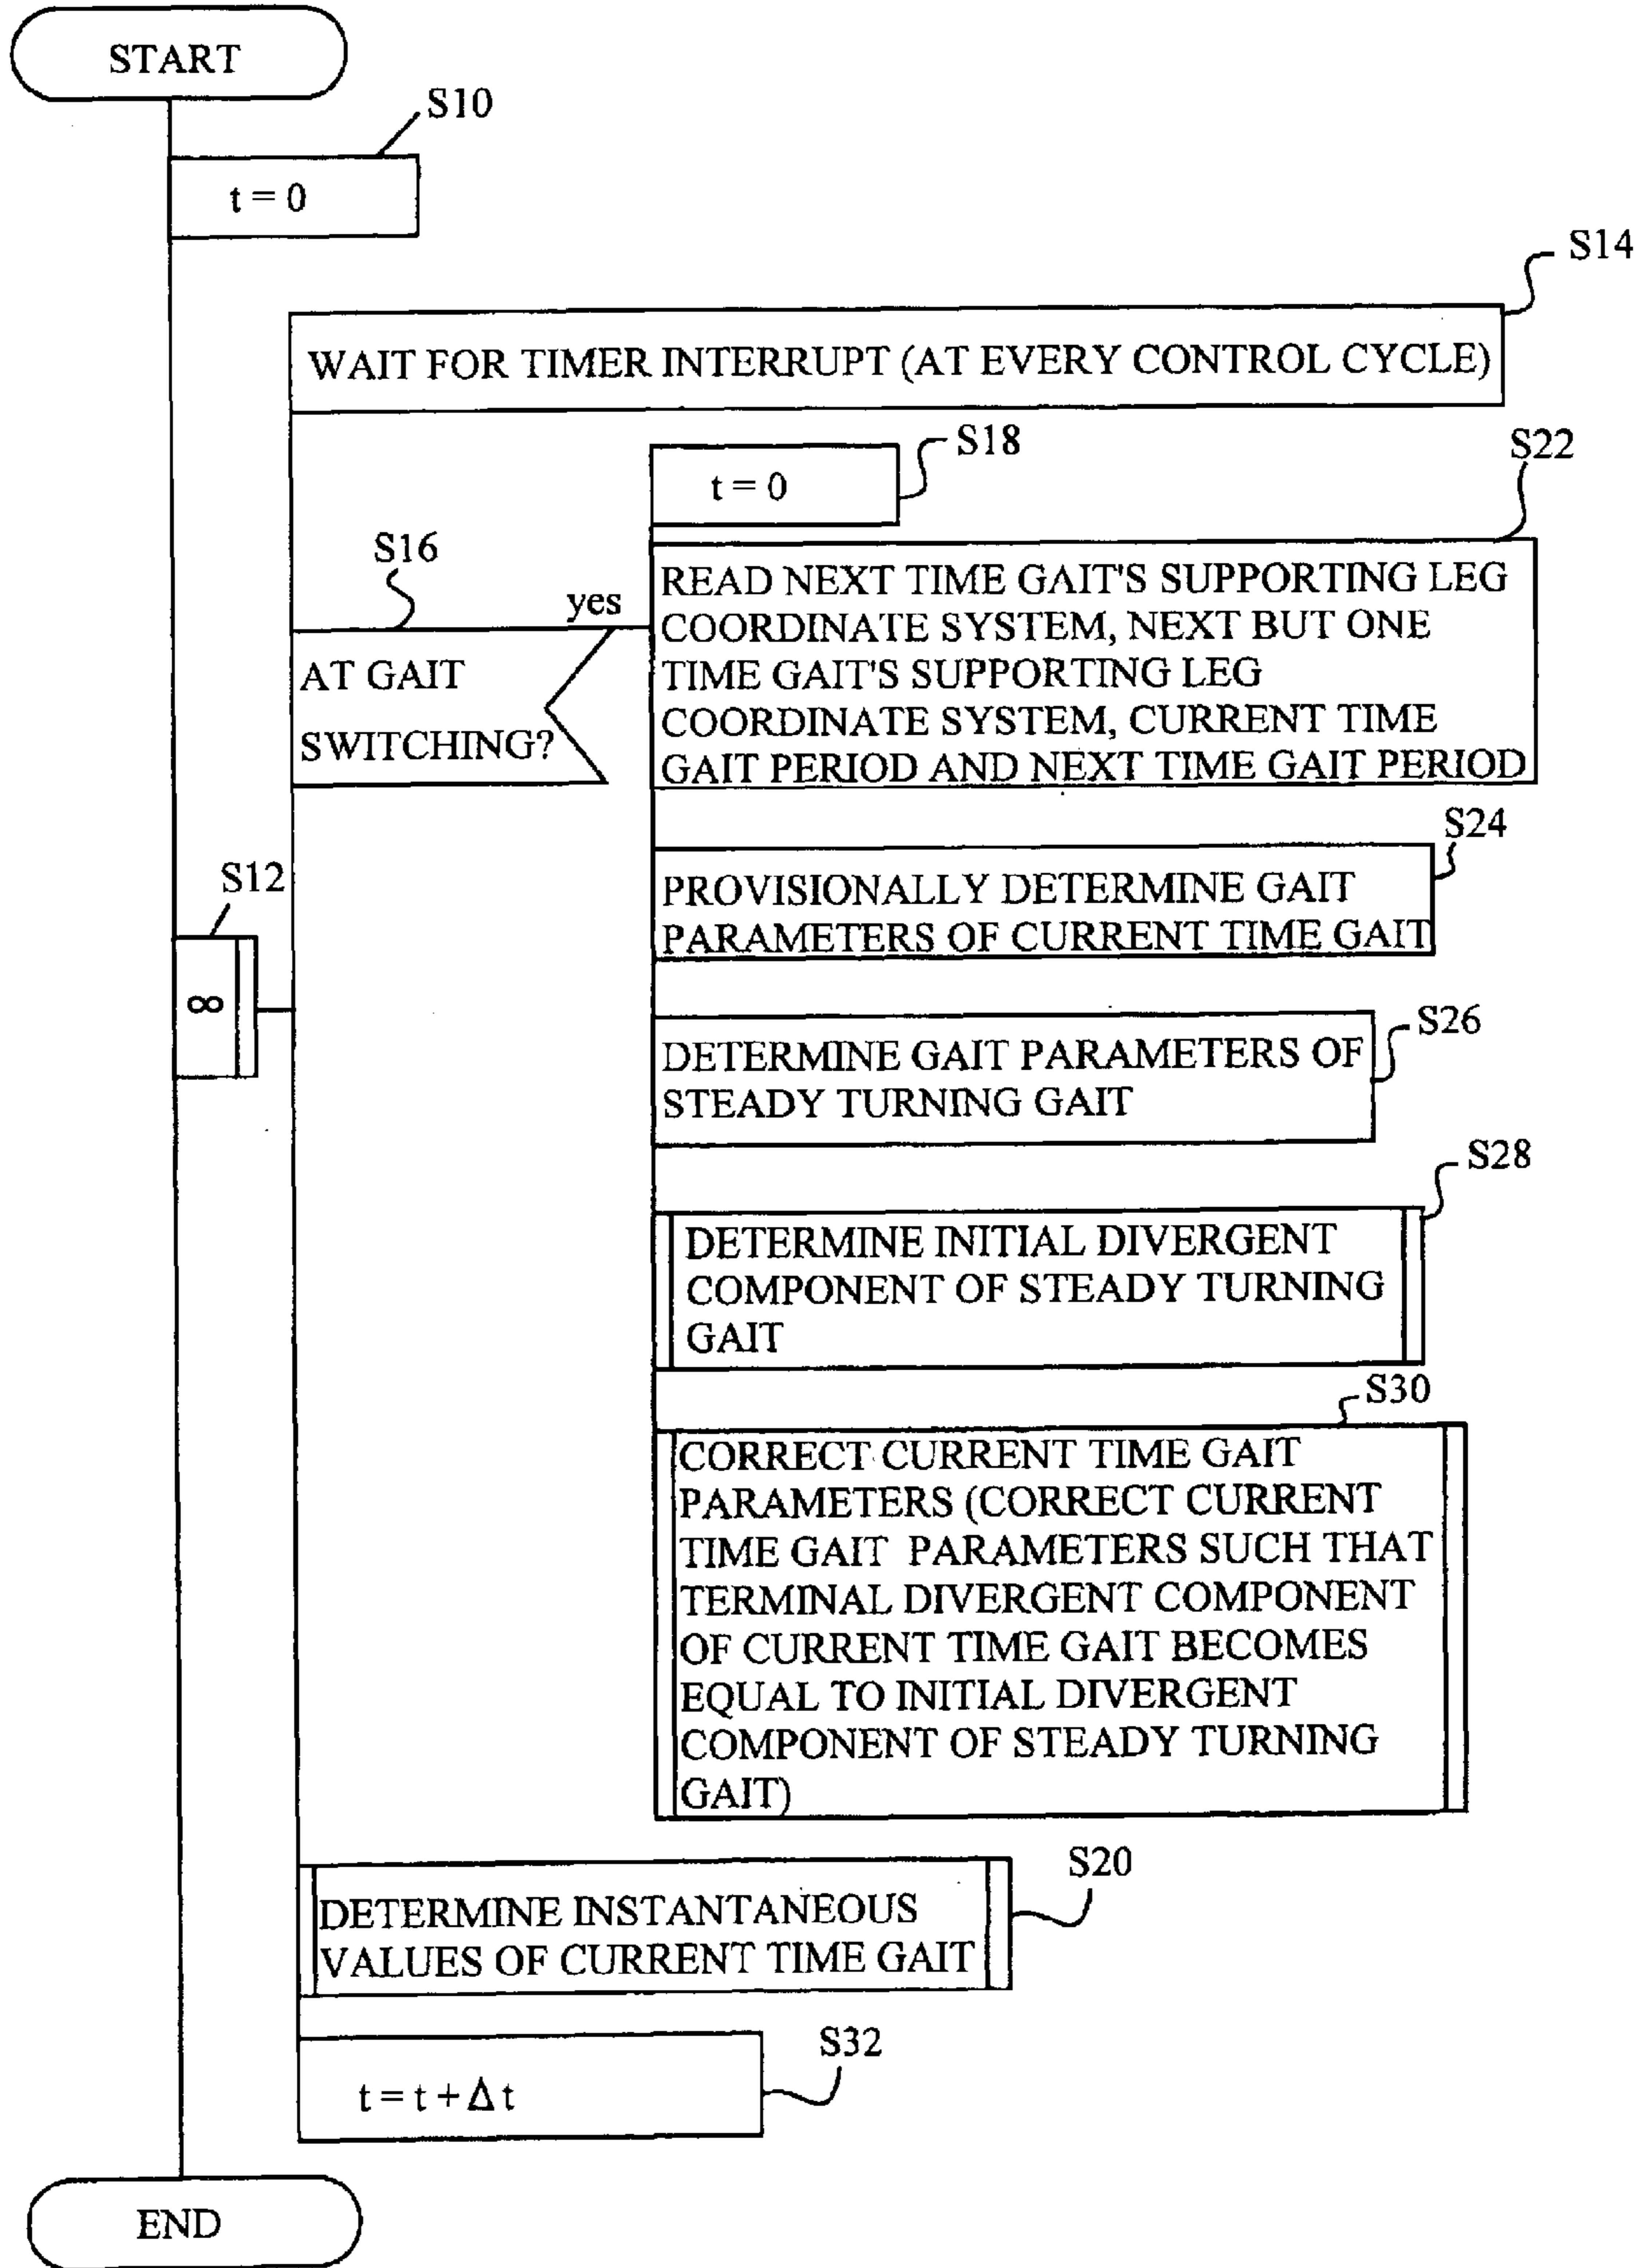 START
S10
t = 0
S14
WAIT FOR TIMER INTERRUPT (AT EVERY CONTROL CYCLE)
S18
t = 0
S22
READ NEXT TIME GAIT'S SUPPORTING LEG
COORDINATE SYSTEM, NEXT BUT ONE
TIME GAIT'S SUPPORTING LEG
COORDINATE SYSTEM, CURRENT TIME
GAIT PERIOD AND NEXT TIME GAIT PERIOD
S16
yes
AT GAIT
SWITCHING?
S24
PROVISIONALLY DETERMINE GAIT
PARAMETERS OF CURRENT TIME GAIT
S12
∞
S26
DETERMINE GAIT PARAMETERS OF
STEADY TURNING GAIT
S28
DETERMINE INITIAL DIVERGENT
COMPONENT OF STEADY TURNING
GAIT
S30
CORRECT CURRENT TIME GAIT
PARAMETERS (CORRECT CURRENT
TIME GAIT PARAMETERS SUCH THAT
TERMINAL DIVERGENT COMPONENT
OF CURRENT TIME GAIT BECOMES
EQUAL TO INITIAL DIVERGENT
COMPONENT OF STEADY TURNING
GAIT)
S20
DETERMINE INSTANTANEOUS
VALUES OF CURRENT TIME GAIT
S32
t = t + Δ t
END